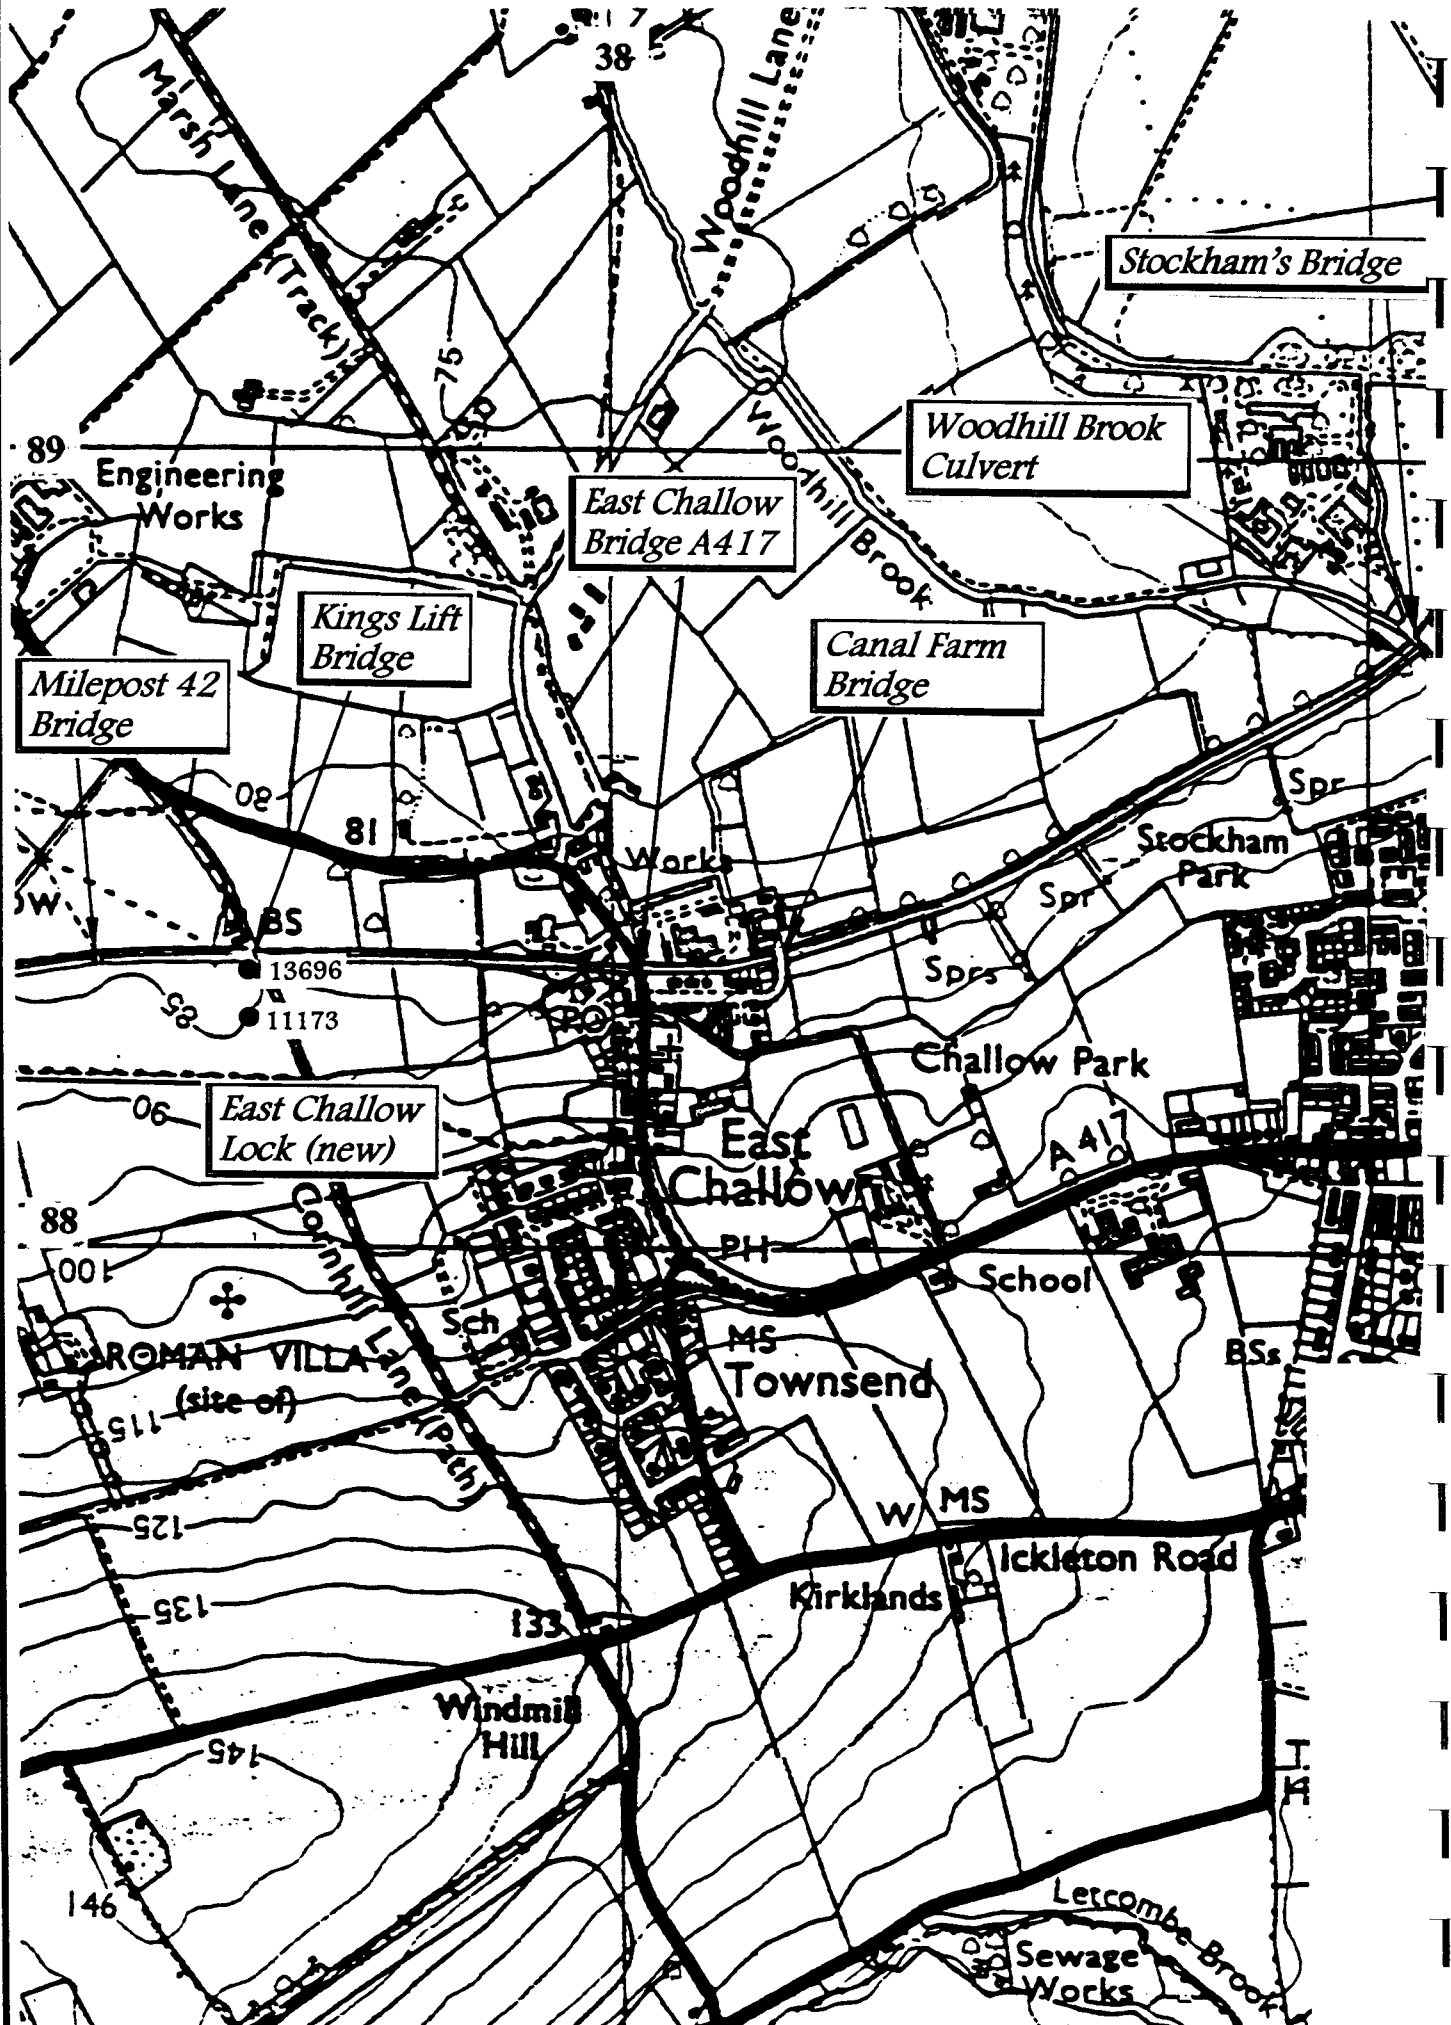 38
Marsh Lane (Track)
Woodhill Lane
Stockham's Bridge
75
89
Engineering
Works
Woodhill Brook
Culvert
East Challow
Bridge A417
Woodhill Brook
Kings Lift
Bridge
Canal Farm
Bridge
Milepost 42
Bridge
80
81
Spr
Works
Stockham
Park
Spr
BS
Sprs
13696
85
11173
PO
Challow Park
90
East Challow
Lock (new)
East
Challow
A 417
88
PH
100
School
Cornhill Lane (Path)
Sch
MS
ROMAN VILLA
(site of)
Townsend
BSs
115
W
MS
125
Ickleton Road
135
133
Kirklands
Windmill
Hill
145
146
Letcombe Brook
Sewage
Works